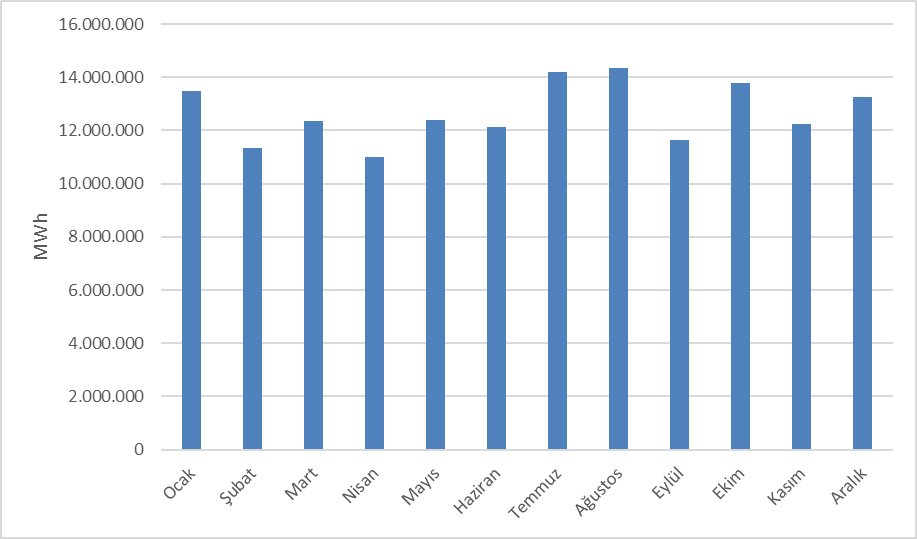 16.000.000
14.000.000
12.000.000
10.000.000
8.000.000
6.000.000
4.000.000
2.000.000
0
MWh
Ocak
Şubat
Mart
Nisan
Mayıs
Haziran
Temmuz
Ağustos
Eylül
Ekim
Kasım
Aralık